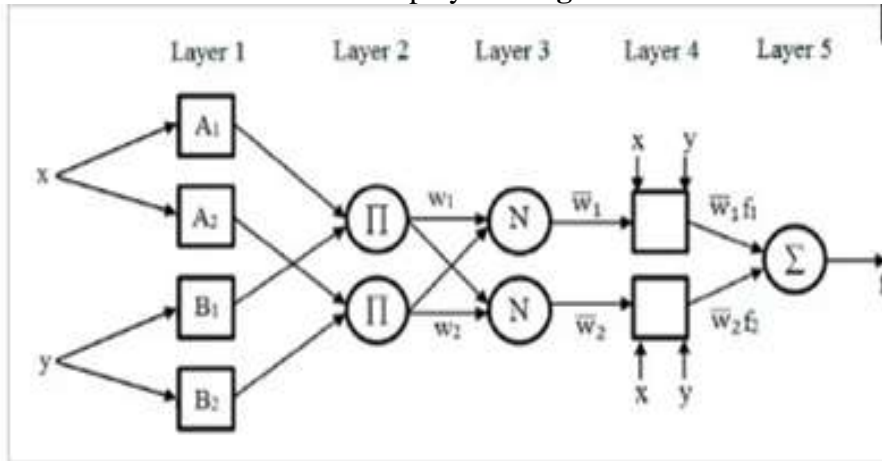 Layer 1 Layer 2 Layer 3 Layer 4 Layer 5
A₁
x y
x
w₁ w̅₁ w̅₁f₁
A₂ ∏ N
∑
B₁ ∏ N f
w₂ w̅₂ w̅₂f₂
y
x y
B₂